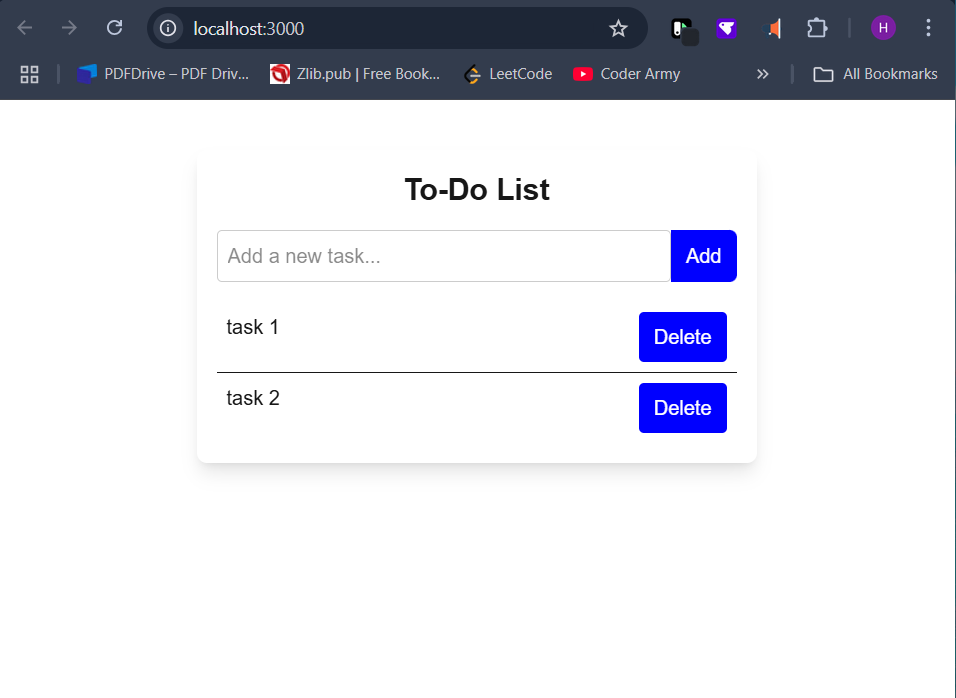 localhost:3000
H
PDFDrive – PDF Driv...
Zlib.pub | Free Book...
LeetCode
Coder Army
All Bookmarks
To-Do List
Add a new task...
Add
task 1
Delete
task 2
Delete